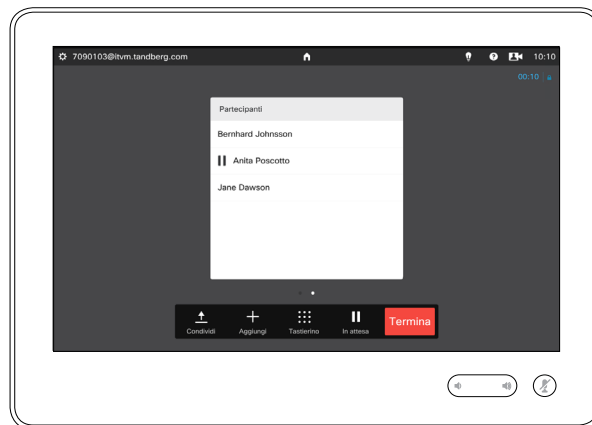 7090103@itvm.tandberg.com 10:10
00:10
Partecipanti
Bernhard Johnsson
Anita Poscotto
Jane Dawson
Condividi Aggiungi Tastierino In attesa Termina